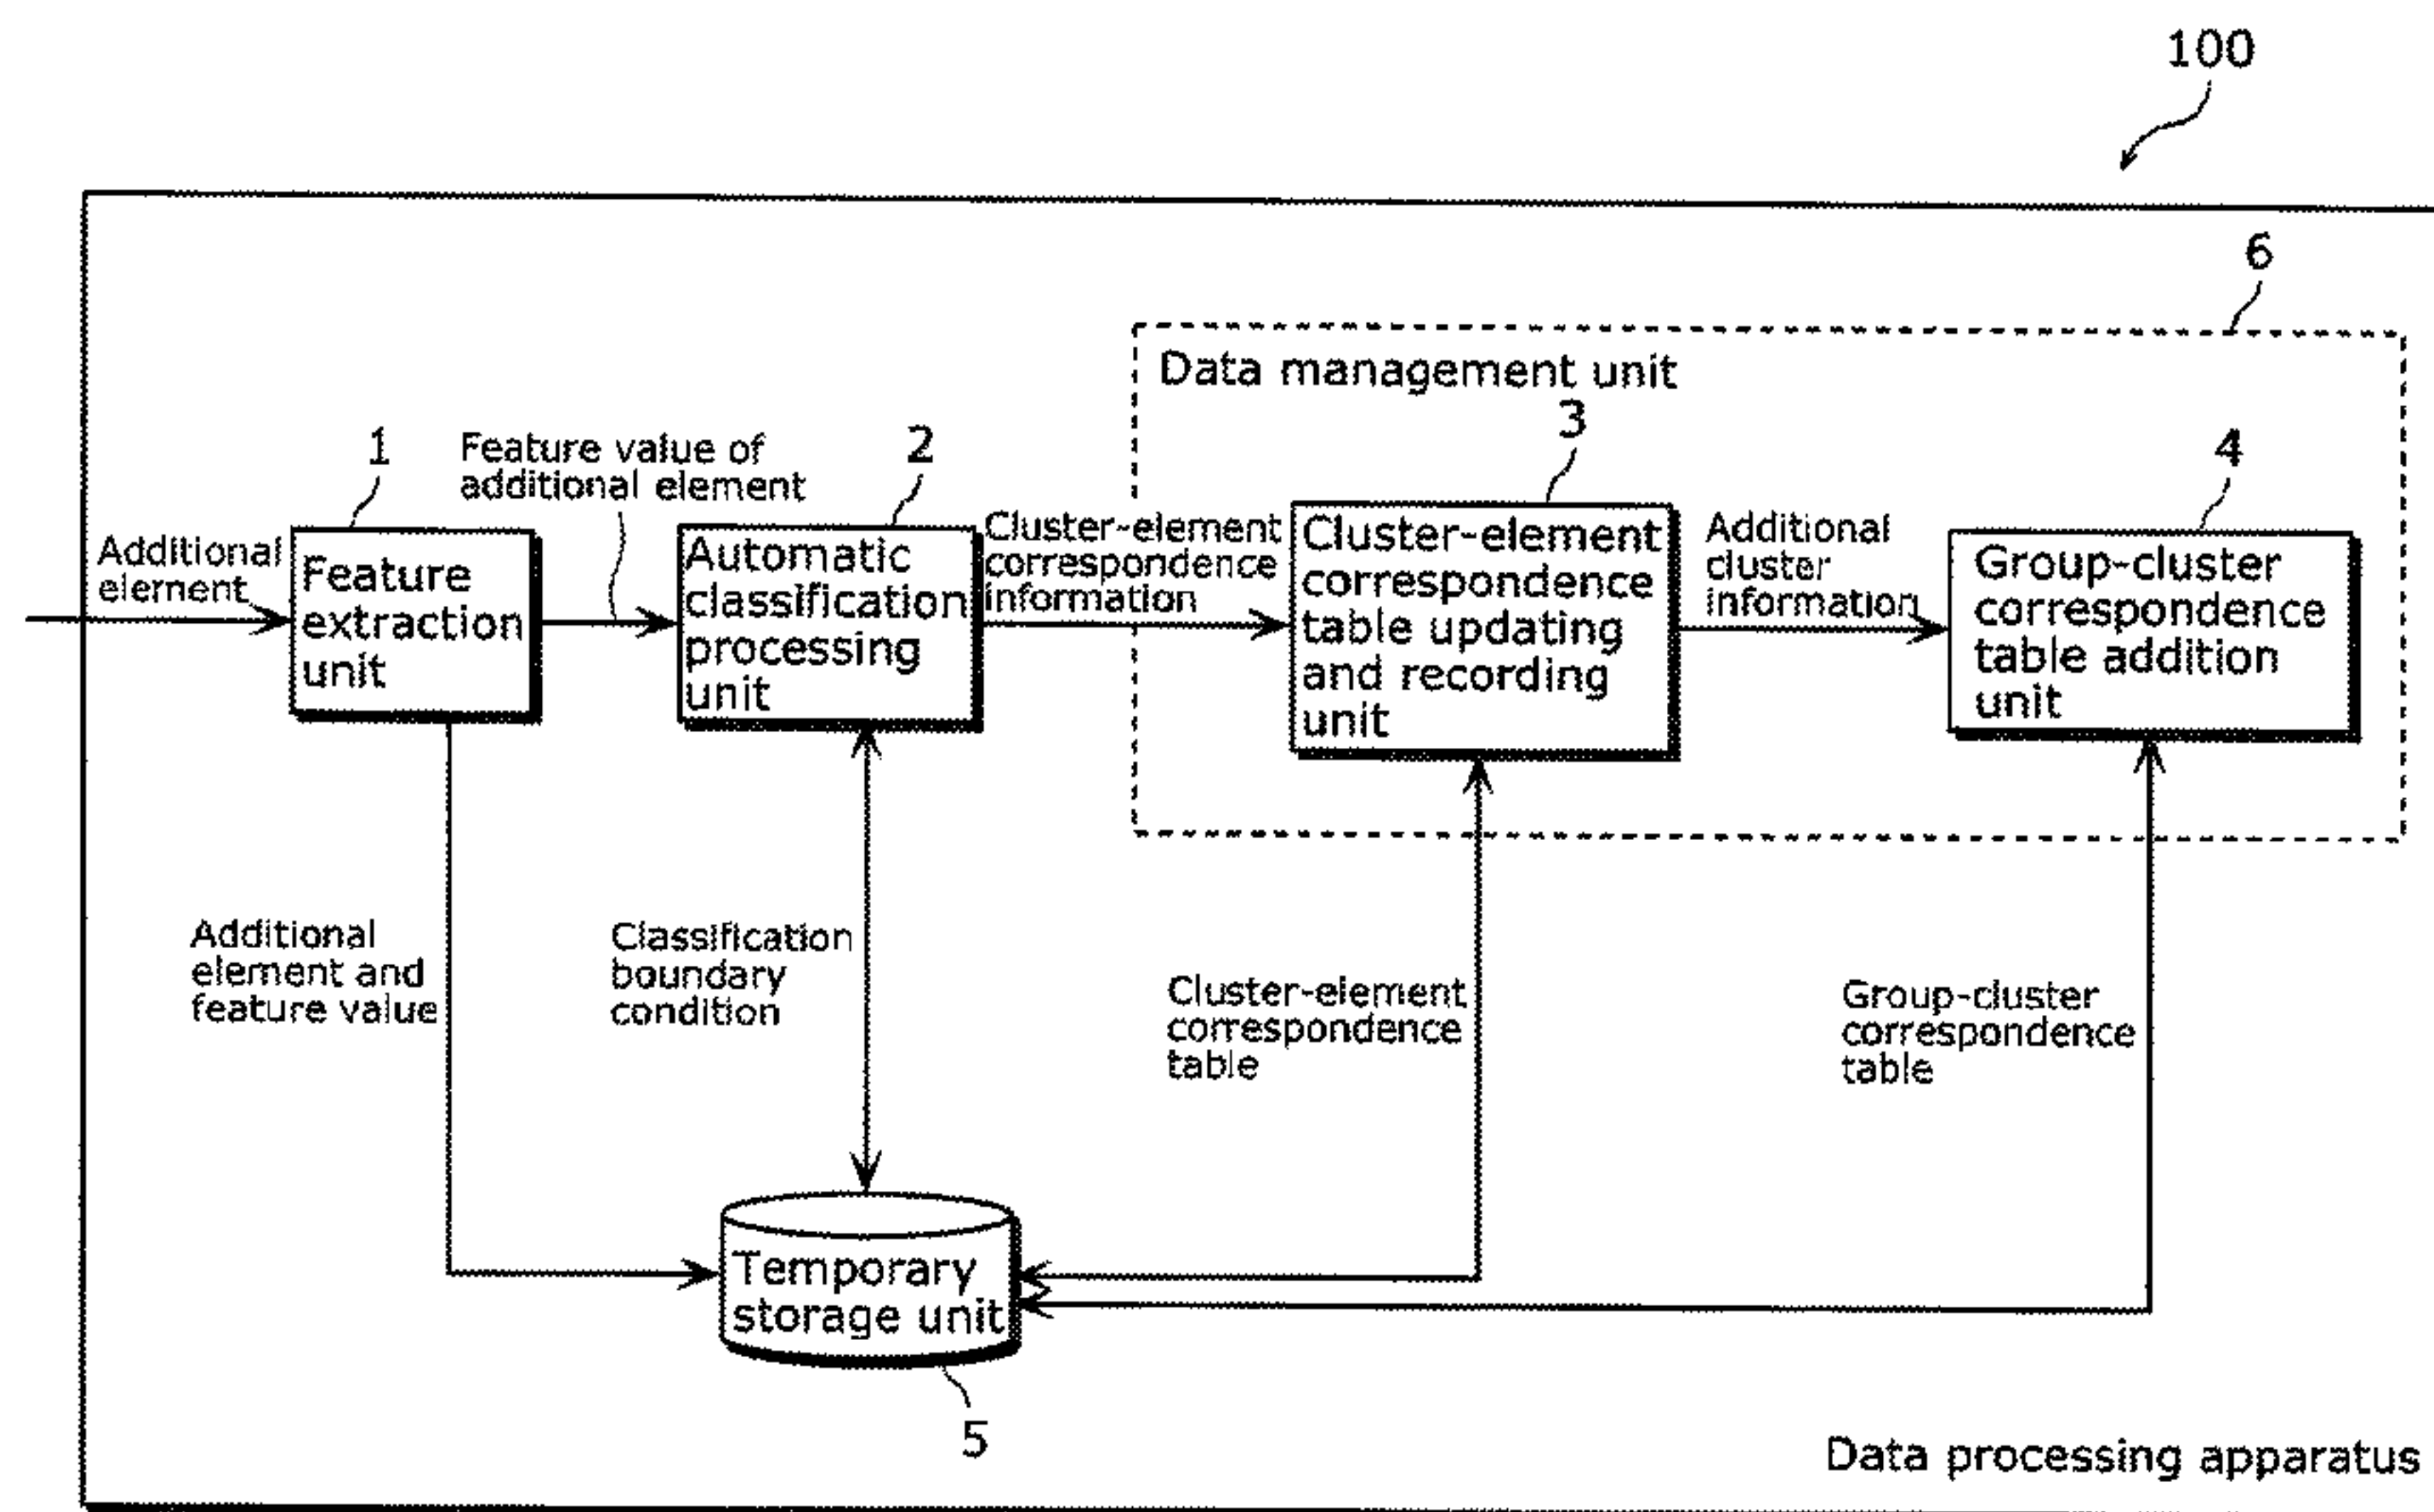 100
6
Data management unit
1
Feature value of
additional element
2
3
4
Additional
element
Feature
extraction
unit
Automatic
classification
processing
unit
Cluster-element
correspondence
information
Cluster-element
correspondence
table updating
and recording
unit
Additional
cluster
information
Group-cluster
correspondence
table addition
unit
Additional
element and
feature value
Classification
boundary
condition
Cluster-element
correspondence
table
Group-cluster
correspondence
table
Temporary
storage unit
5
Data processing apparatus